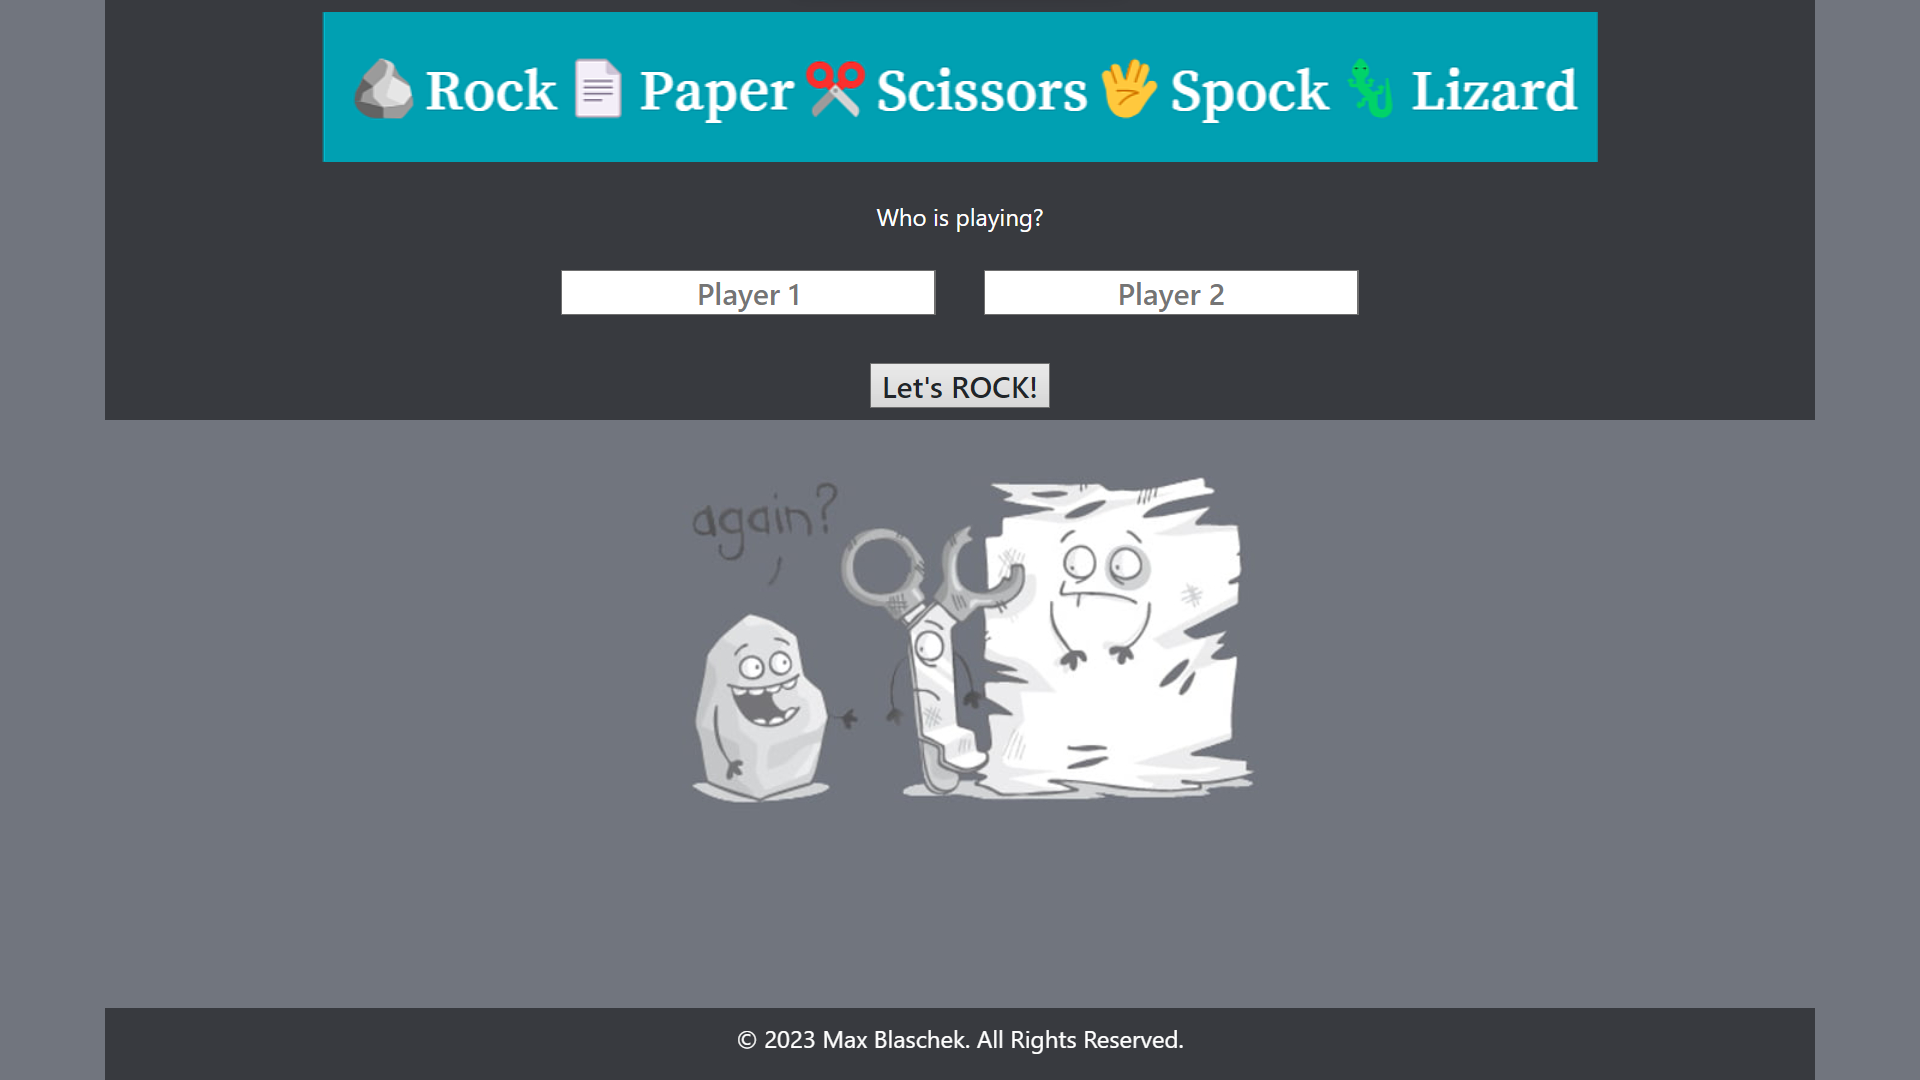 Rock Paper Scissors Spock Lizard
Who is playing?
Player 1 Player 2
Let's ROCK!
again?
© 2023 Max Blaschek. All Rights Reserved.